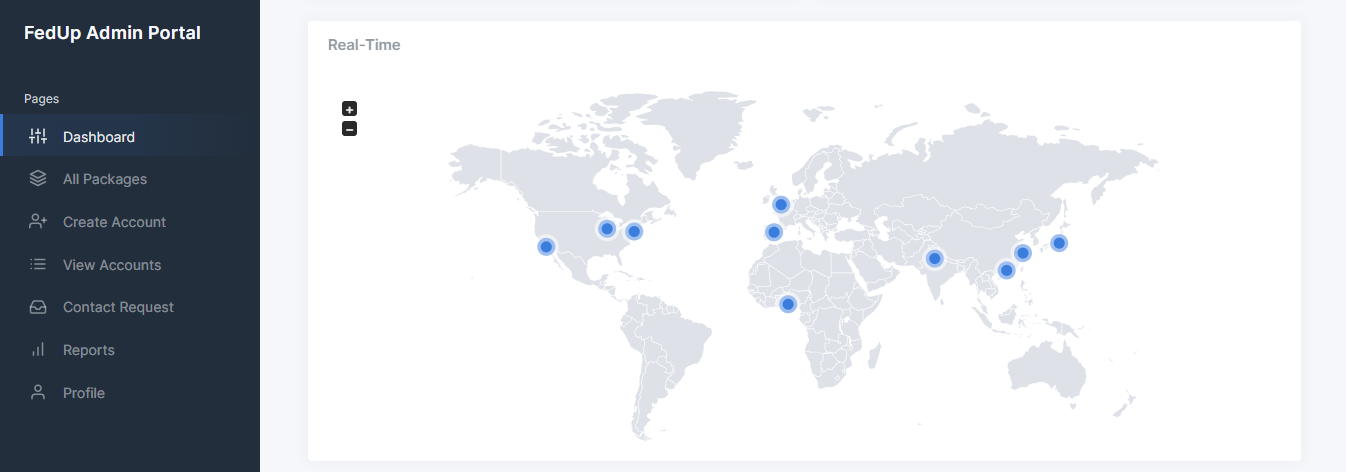 FedUp Admin Portal
Pages
Dashboard
All Packages
Create Account
View Accounts
Contact Request
Reports
Profile
Real-Time
+
−